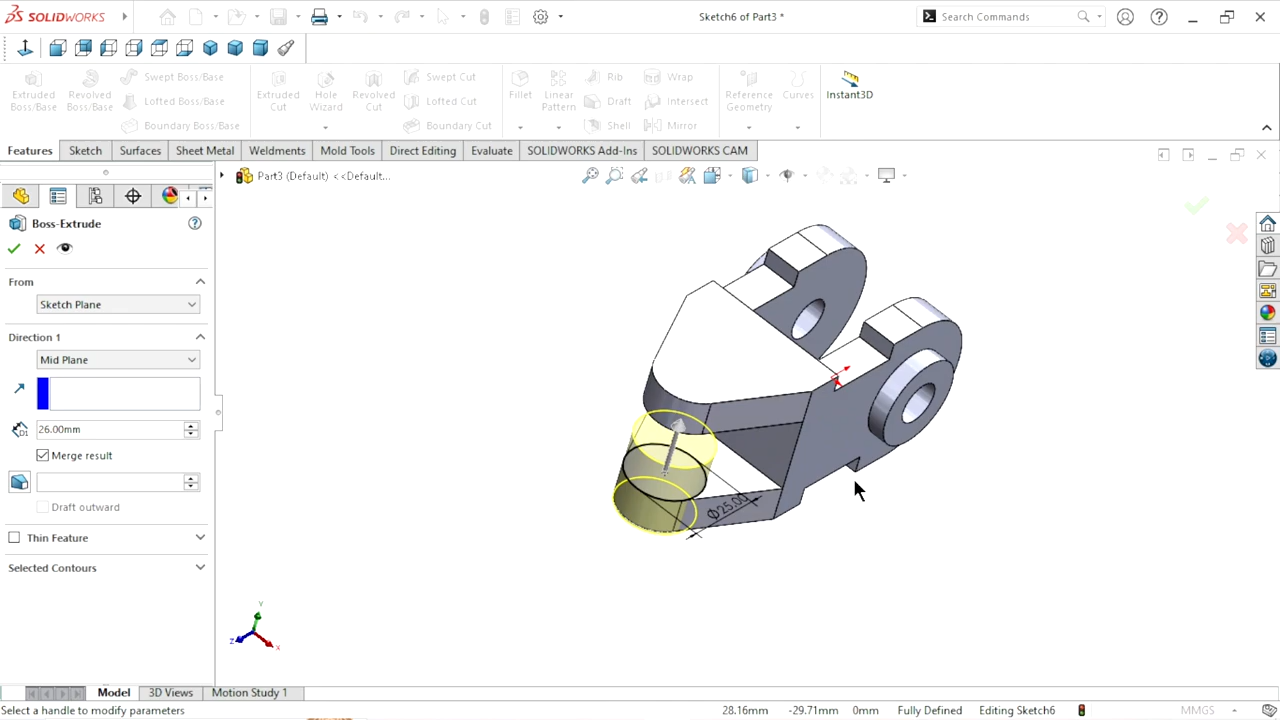 SOLIDWORKS
Sketch6 of Part3 *
Search Commands
Extruded Boss/Base
Revolved Boss/Base
Swept Boss/Base
Lofted Boss/Base
Boundary Boss/Base
Extruded Cut
Hole Wizard
Revolved Cut
Swept Cut
Lofted Cut
Boundary Cut
Fillet
Linear Pattern
Rib
Draft
Shell
Wrap
Intersect
Mirror
Reference Geometry
Curves
Instant3D
Features
Sketch
Surfaces
Sheet Metal
Weldments
Mold Tools
Direct Editing
Evaluate
SOLIDWORKS Add-Ins
SOLIDWORKS CAM
Part3 (Default) <<Default...
Boss-Extrude
From
Sketch Plane
Direction 1
Mid Plane
D1
26.00mm
Merge result
Draft outward
Thin Feature
Selected Contours
Ø25.00
Y
Z
X
Model
3D Views
Motion Study 1
Select a handle to modify parameters
28.16mm
-29.71mm
0mm
Fully Defined
Editing Sketch6
MMGS